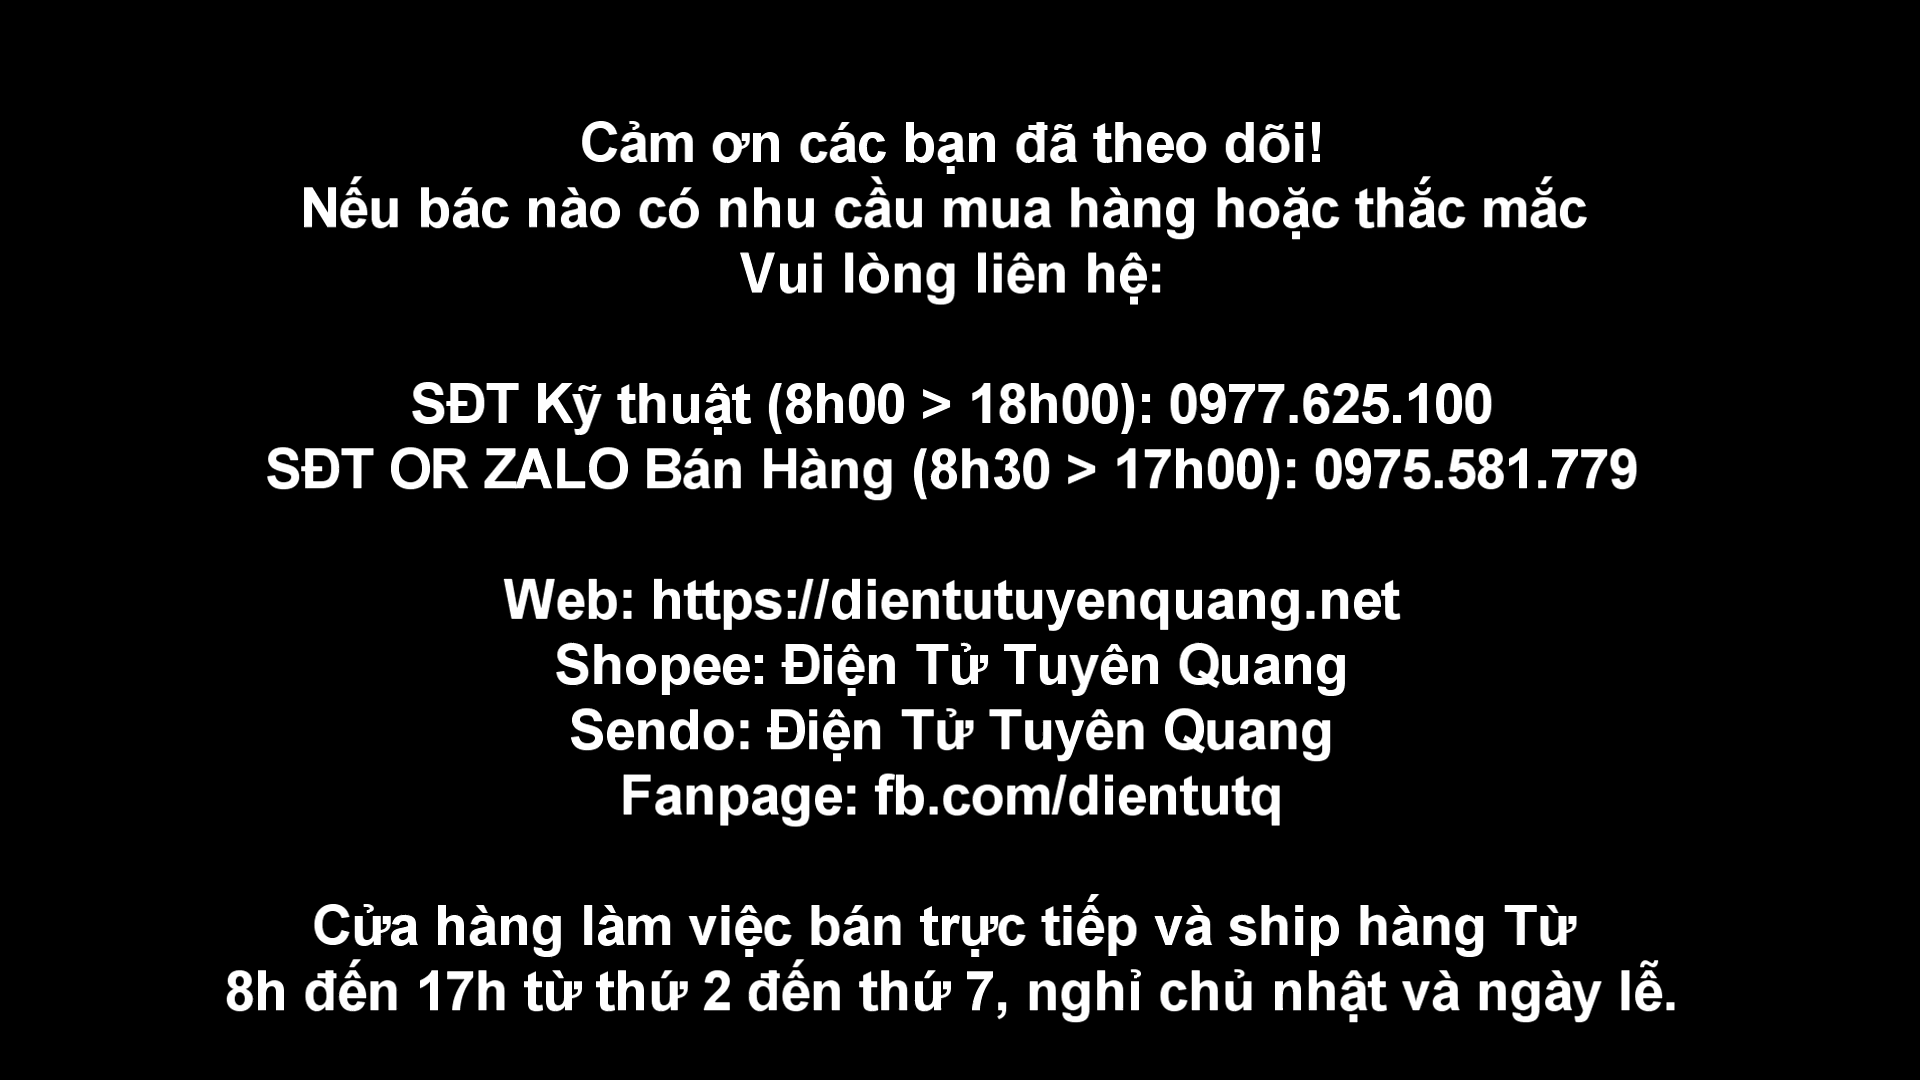 Cảm ơn các bạn đã theo dõi!
Nếu bác nào có nhu cầu mua hàng hoặc thắc mắc
Vui lòng liên hệ:
SĐT Kỹ thuật (8h00 > 18h00): 0977.625.100
SĐT OR ZALO Bán Hàng (8h30 > 17h00): 0975.581.779
Web: https://dientutuyenquang.net
Shopee: Điện Tử Tuyên Quang
Sendo: Điện Tử Tuyên Quang
Fanpage: fb.com/dientutq
Cửa hàng làm việc bán trực tiếp và ship hàng Từ
8h đến 17h từ thứ 2 đến thứ 7, nghỉ chủ nhật và ngày lễ.